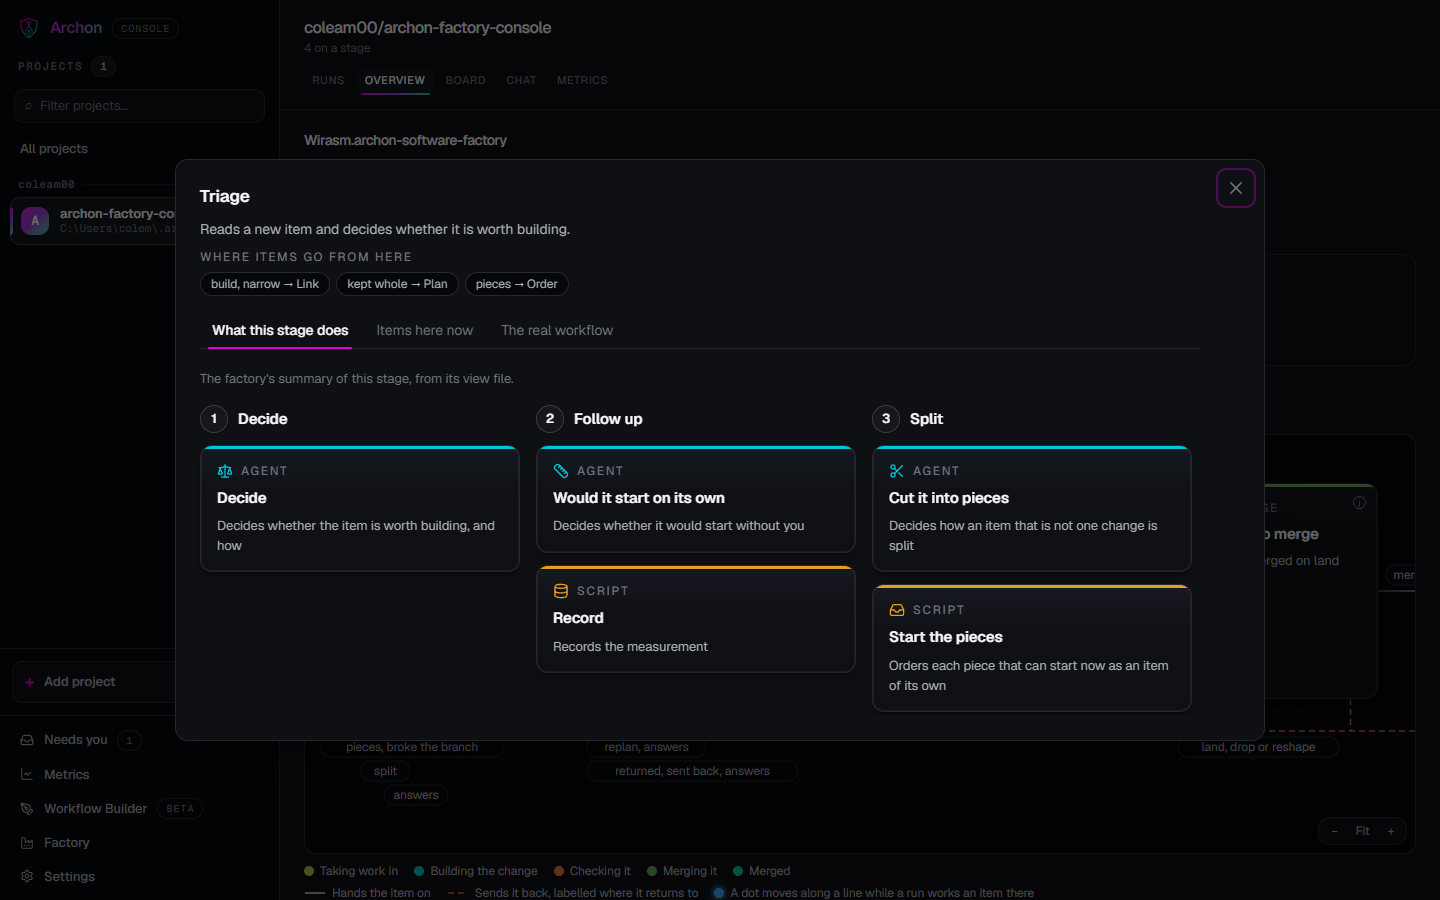 Archon CONSOLE
PROJECTS 1
Filter projects...
All projects
coleam00
A archon-factory-co
C:\Users\colem\.ar
+ Add project
Needs you 1
Metrics
Workflow Builder BETA
Factory
Settings
coleam00/archon-factory-console
4 on a stage
RUNS OVERVIEW BOARD CHAT METRICS
Wirasm.archon-software-factory
Triage
Reads a new item and decides whether it is worth building.
WHERE ITEMS GO FROM HERE
build, narrow → Link kept whole → Plan pieces → Order
What this stage does Items here now The real workflow
The factory's summary of this stage, from its view file.
1 Decide
AGENT
Decide
Decides whether the item is worth building, and
how
2 Follow up
AGENT
Would it start on its own
Decides whether it would start without you
SCRIPT
Record
Records the measurement
3 Split
AGENT
Cut it into pieces
Decides how an item that is not one change is
split
SCRIPT
Start the pieces
Orders each piece that can start now as an item
of its own
GE
o merge
erged on land
mer
pieces, broke the branch replan, answers land, drop or reshape
split returned, sent back, answers
answers
− Fit +
Taking work in Building the change Checking it Merging it Merged
Hands the item on Sends it back, labelled where it returns to A dot moves along a line while a run works an item there